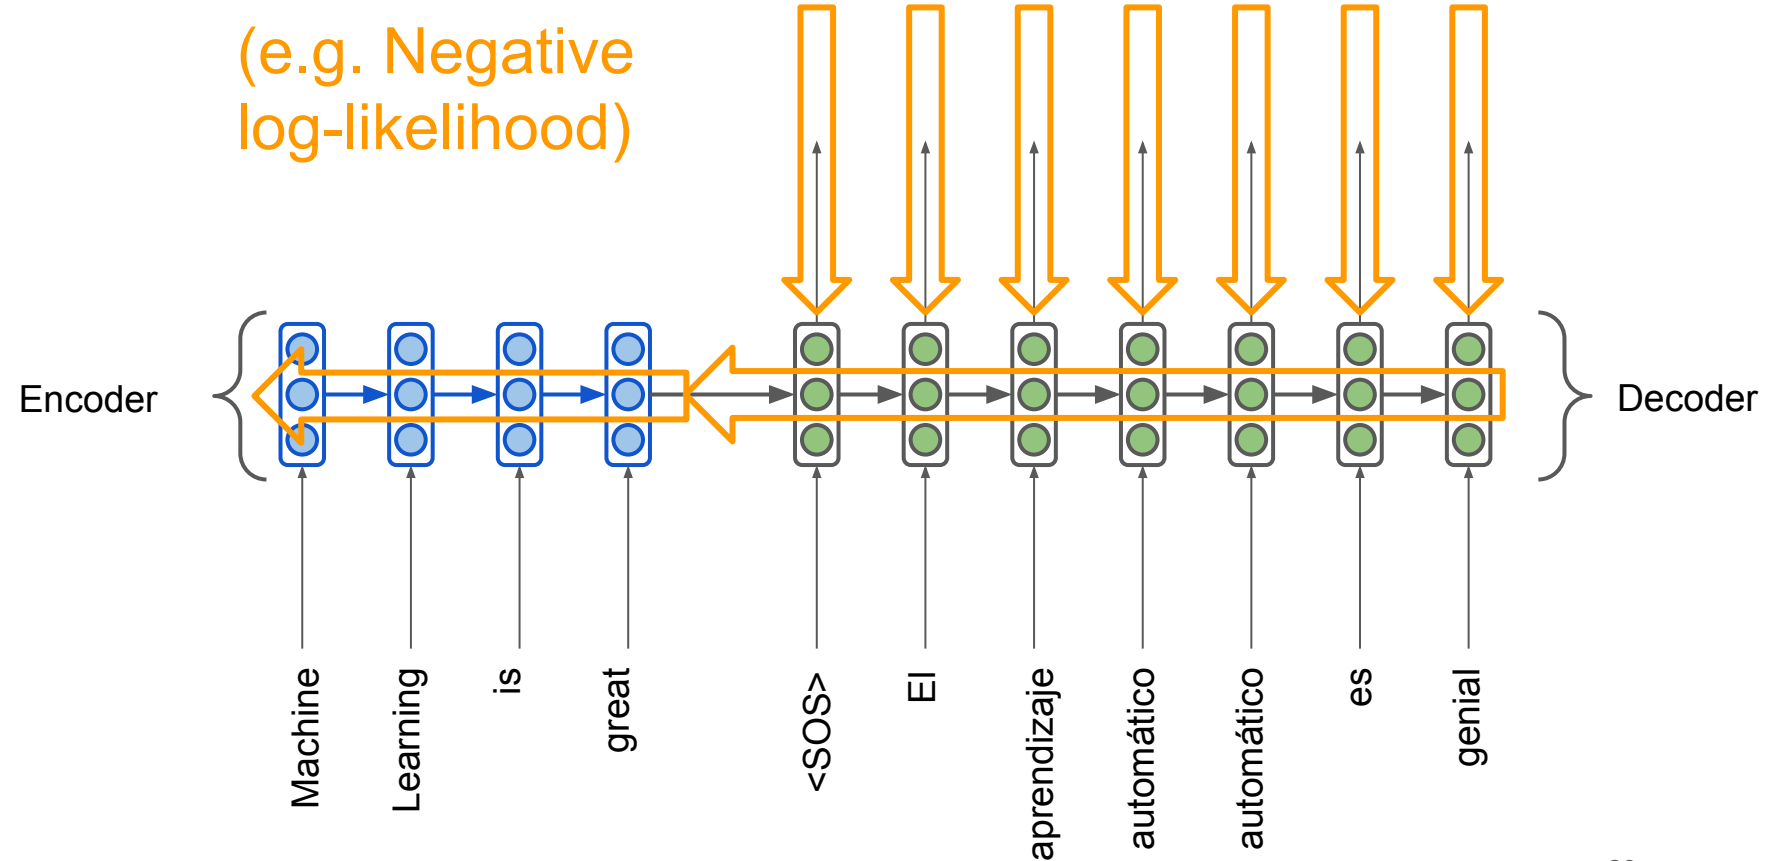 (e.g. Negative
log-likelihood)
Encoder
Decoder
Machine
Learning
is
great
<SOS>
El
aprendizaje
automático
automático
es
genial